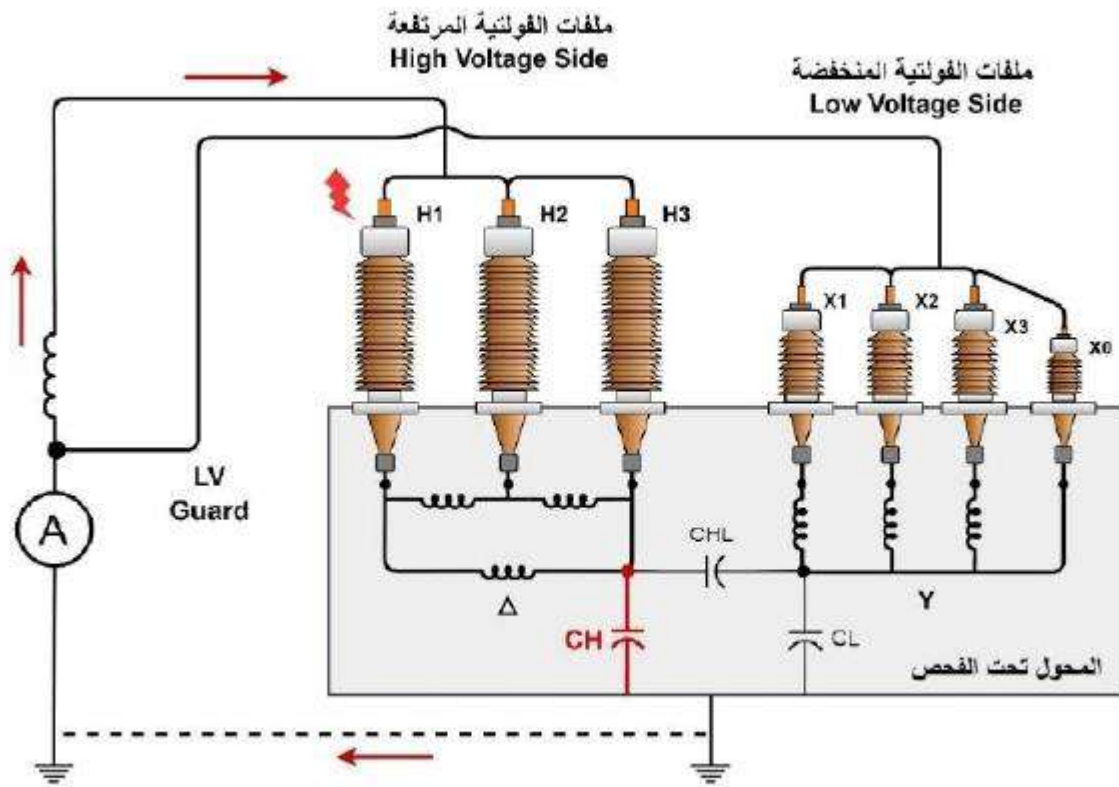 ملفات الفولتية المرتفعة
High Voltage Side
ملفات الفولتية المنخفضة
Low Voltage Side
H1
H2
H3
X1
X2
X3
X0
LV
Guard
A
CHL
Δ
Y
CH
CL
المحول تحت الفحص